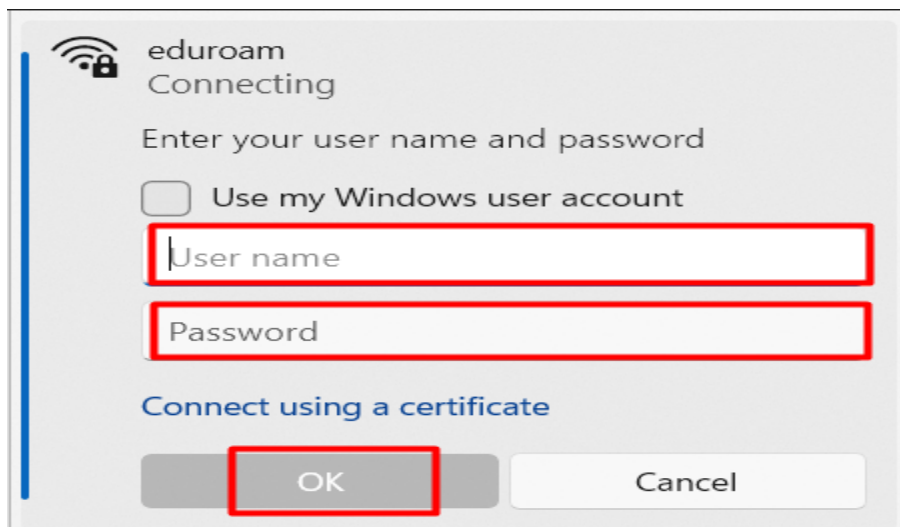 eduroam
Connecting
Enter your user name and password
Use my Windows user account
User name
Password
Connect using a certificate
OK
Cancel